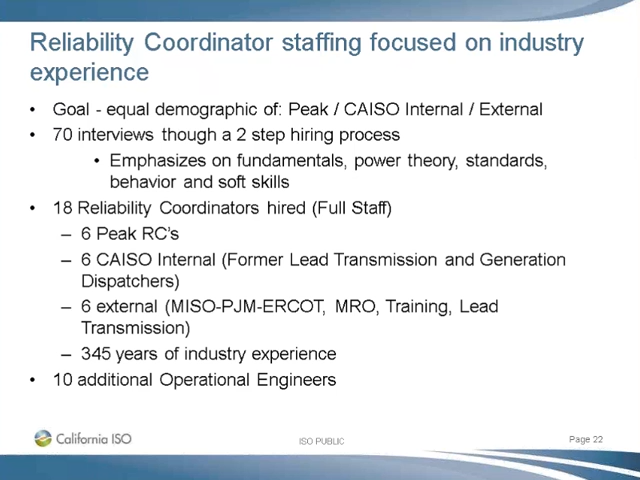 Reliability Coordinator staffing focused on industry
experience
• Goal - equal demographic of: Peak / CAISO Internal / External
• 70 interviews though a 2 step hiring process
• Emphasizes on fundamentals, power theory, standards,
behavior and soft skills
• 18 Reliability Coordinators hired (Full Staff)
– 6 Peak RC's
– 6 CAISO Internal (Former Lead Transmission and Generation
Dispatchers)
– 6 external (MISO-PJM-ERCOT, MRO, Training, Lead
Transmission)
– 345 years of industry experience
• 10 additional Operational Engineers
California ISO
ISO PUBLIC
Page 22